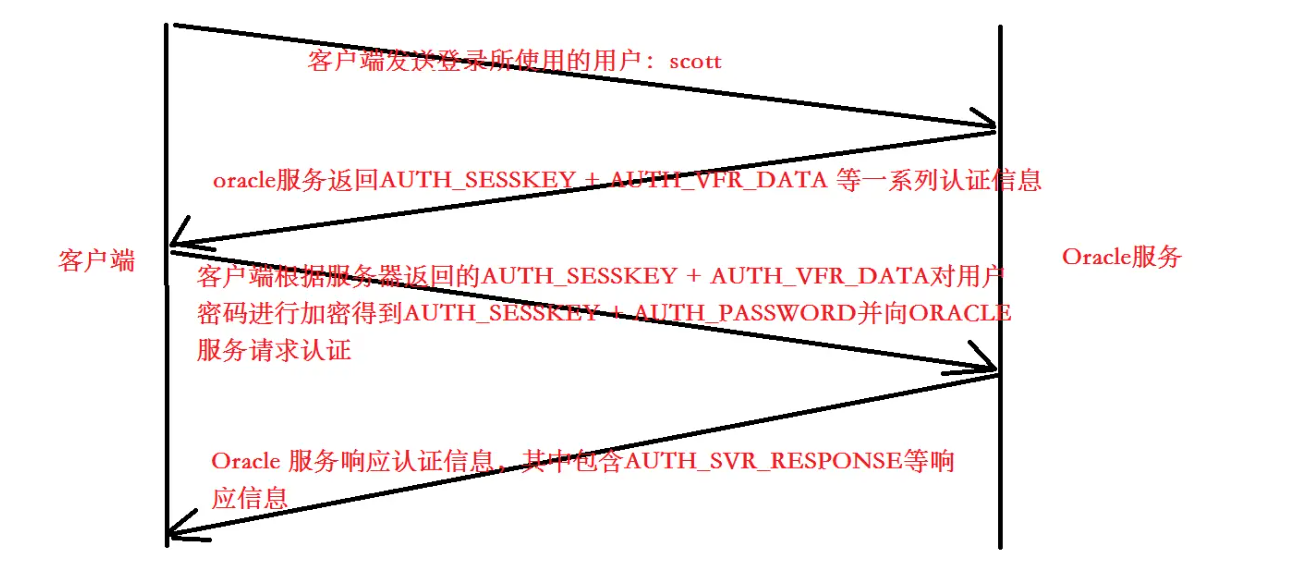 客户端发送登录所使用的用户：scott
oracle服务返回AUTH_SESSKEY + AUTH_VFR_DATA 等一系列认证信息
客户端
Oracle服务
客户端根据服务器返回的AUTH_SESSKEY + AUTH_VFR_DATA对用户
密码进行加密得到AUTH_SESSKEY + AUTH_PASSWORD并向ORACLE
服务请求认证
Oracle 服务响应认证信息，其中包含AUTH_SVR_RESPONSE等响
应信息